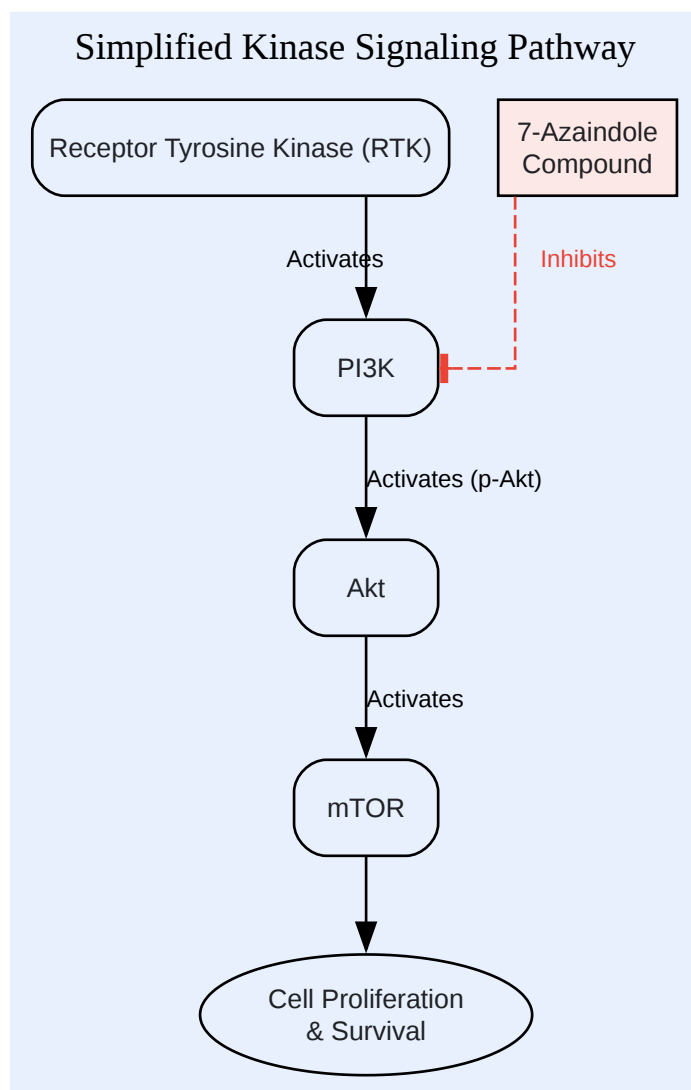 Simplified Kinase Signaling Pathway
Receptor Tyrosine Kinase (RTK)
7-Azaindole
Compound
Activates
Inhibits
PI3K
Activates (p-Akt)
Akt
Activates
mTOR
Cell Proliferation
& Survival